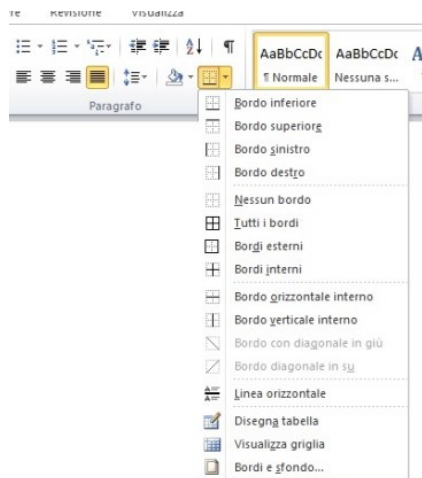 re Revisione Visualizza
AaBbCcDc AaBbCcDc A
¶ Normale Nessuna s...
Paragrafo
Bordo inferiore
Bordo superiore
Bordo sinistro
Bordo destro
Nessun bordo
Tutti i bordi
Bordi esterni
Bordi interni
Bordo orizzontale interno
Bordo verticale interno
Bordo con diagonale in giù
Bordo diagonale in su
Linea orizzontale
Disegna tabella
Visualizza griglia
Bordi e sfondo...